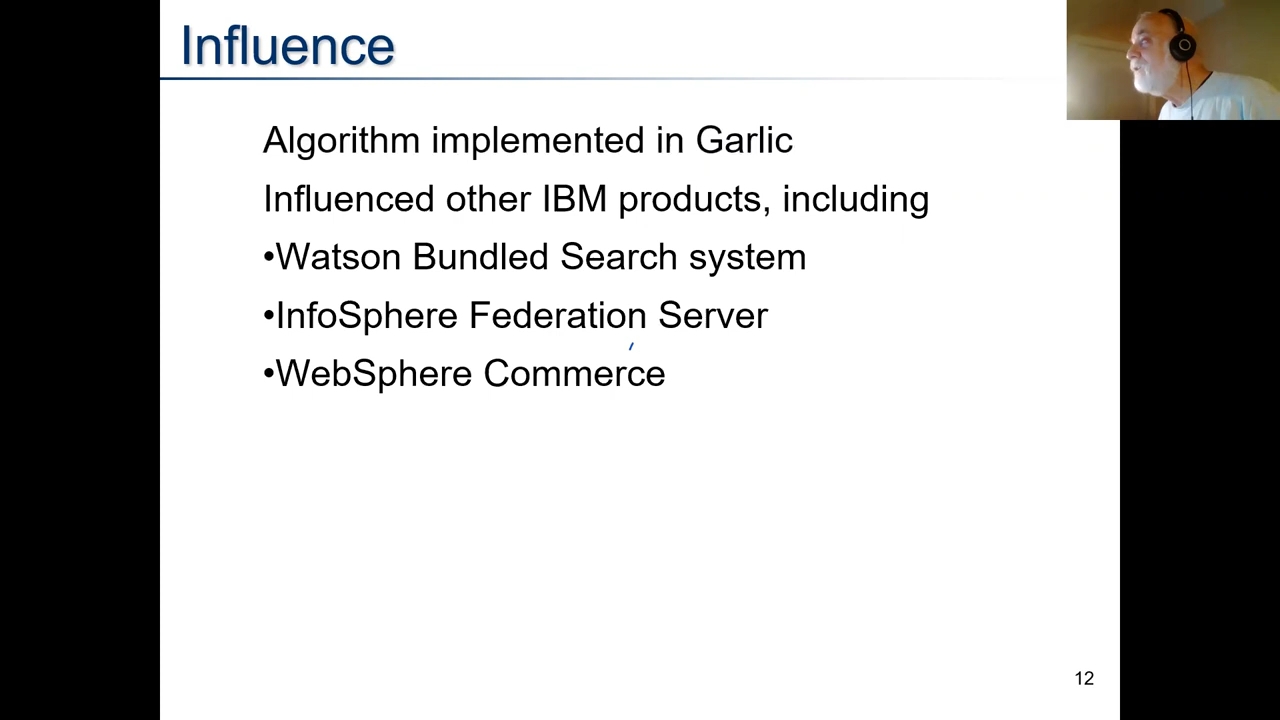 Influence
Algorithm implemented in Garlic
Influenced other IBM products, including
•Watson Bundled Search system
•InfoSphere Federation Server
•WebSphere Commerce
12